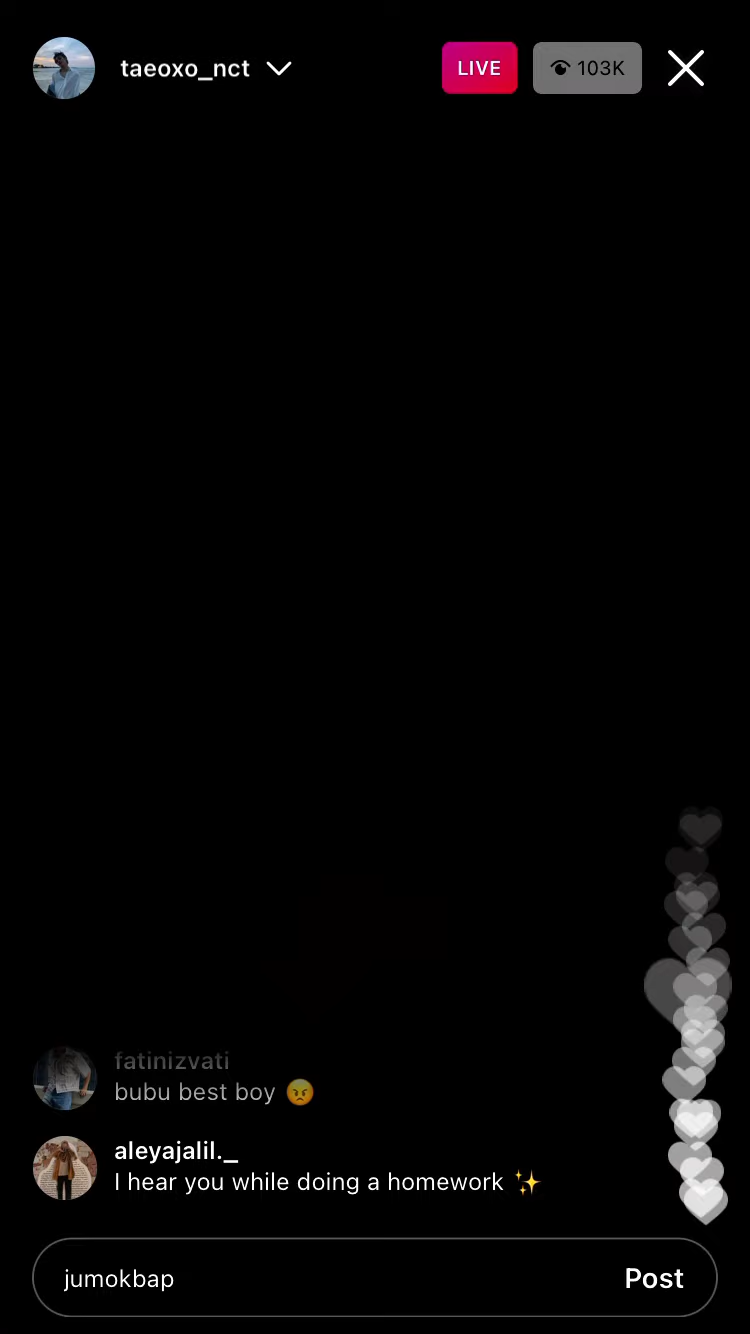 taeoxo_nct
LIVE
103K
fatinizvati
bubu best boy 😡
aleyajalil._
I hear you while doing a homework ✨
jumokbap
Post